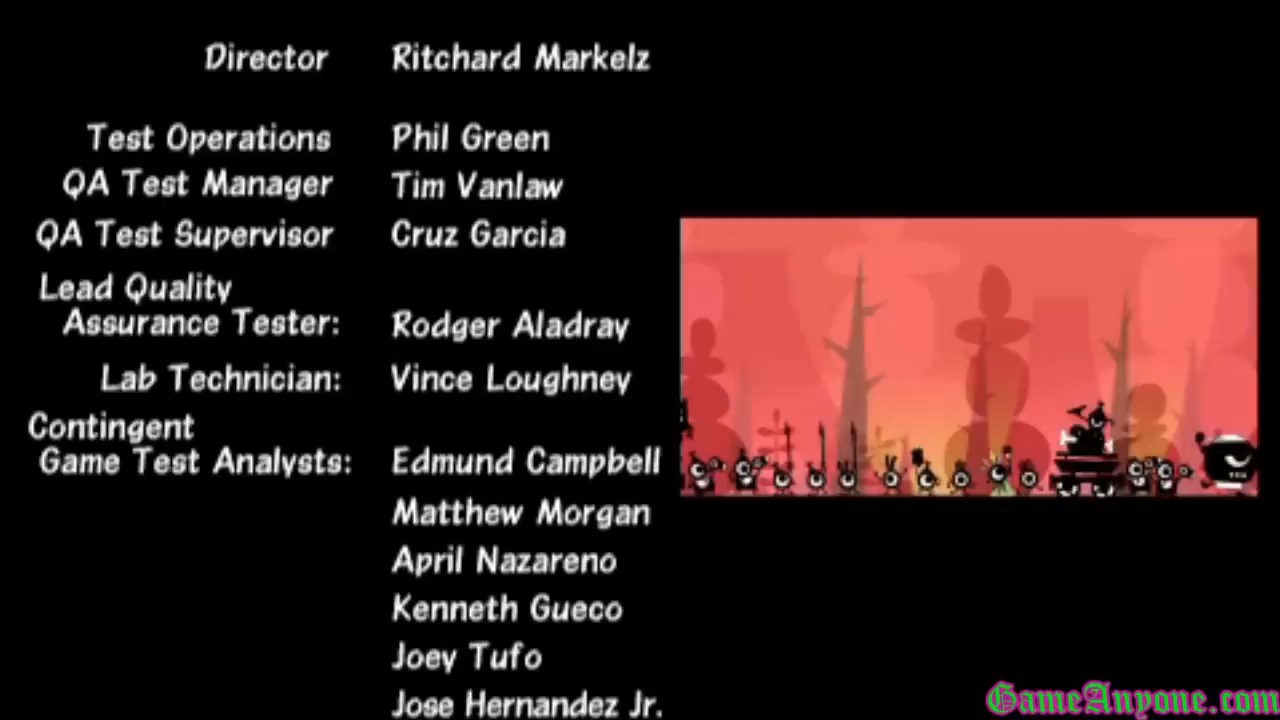 Director Ritchard Markelz
Test Operations Phil Green
QA Test Manager Tim Vanlaw
QA Test Supervisor Cruz Garcia
Lead Quality
Assurance Tester: Rodger Aladray
Lab Technician: Vince Loughney
Contingent
Game Test Analysts: Edmund Campbell
Matthew Morgan
April Nazareno
Kenneth Gueco
Joey Tufo
Jose Hernandez Jr.
GameAnyone.com